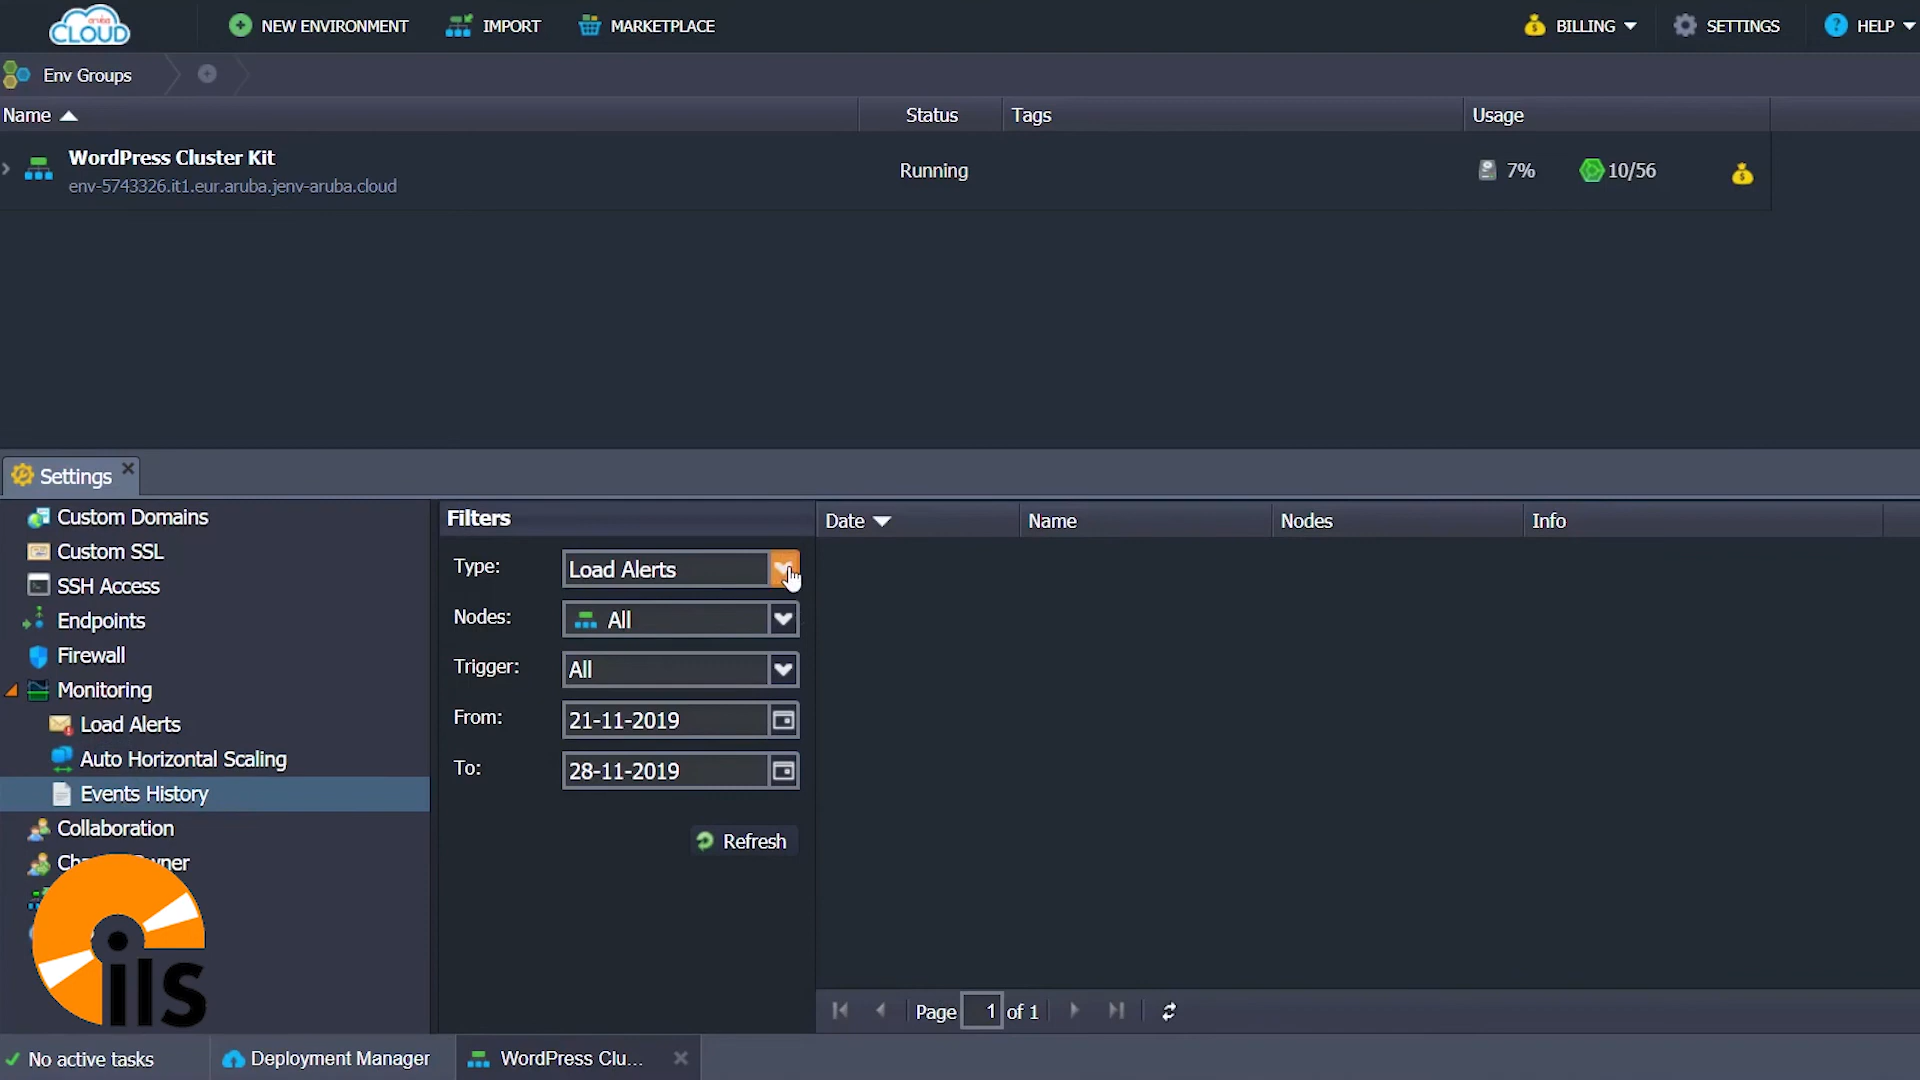 aruba
CLOUD
NEW ENVIRONMENT
IMPORT
MARKETPLACE
BILLING
SETTINGS
HELP
Env Groups
Name
Status
Tags
Usage
WordPress Cluster Kit
env-5743326.it1.eur.aruba.jenv-aruba.cloud
Running
7%
10/56
Settings
Custom Domains
Custom SSL
SSH Access
Endpoints
Firewall
Monitoring
Load Alerts
Auto Horizontal Scaling
Events History
Collaboration
ils
Filters
Type:
Load Alerts
Nodes:
All
Trigger:
All
From:
21-11-2019
To:
28-11-2019
Refresh
Date
Name
Nodes
Info
Page 1 of 1
No active tasks
Deployment Manager
WordPress Clu...